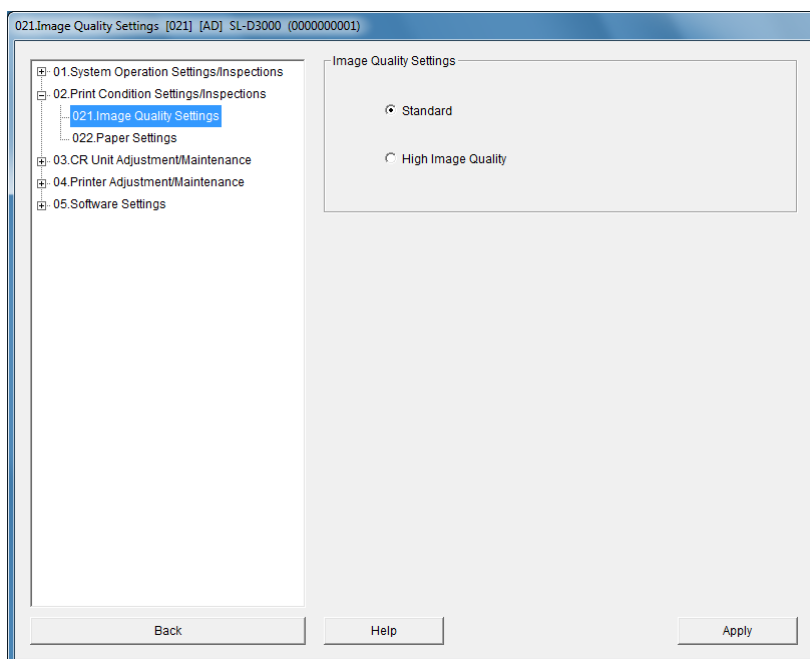 021.Image Quality Settings [021] [AD] SL-D3000 (0000000001)
01.System Operation Settings/Inspections
02.Print Condition Settings/Inspections
021.Image Quality Settings
022.Paper Settings
03.CR Unit Adjustment/Maintenance
04.Printer Adjustment/Maintenance
05.Software Settings
Image Quality Settings
Standard
High Image Quality
Back
Help
Apply